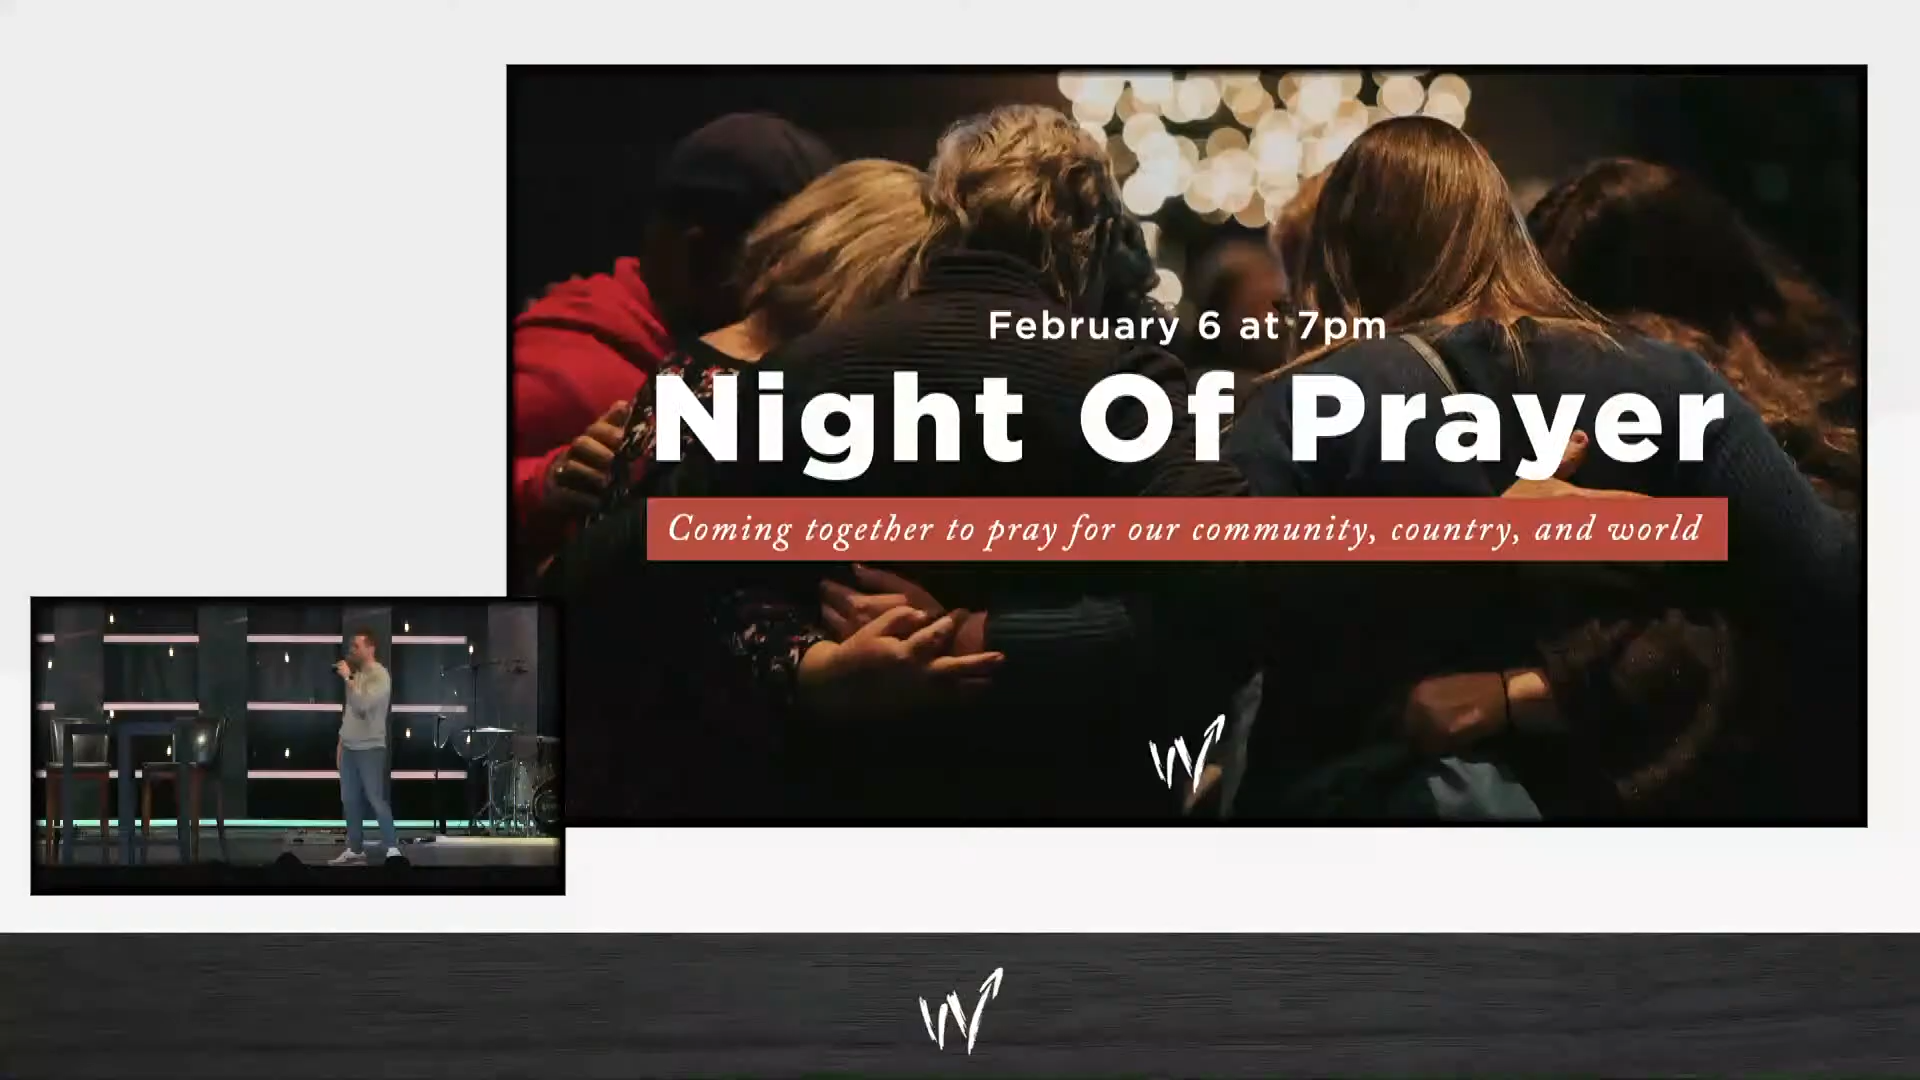 February 6 at 7pm
Night Of Prayer
Coming together to pray for our community, country, and world
W
W